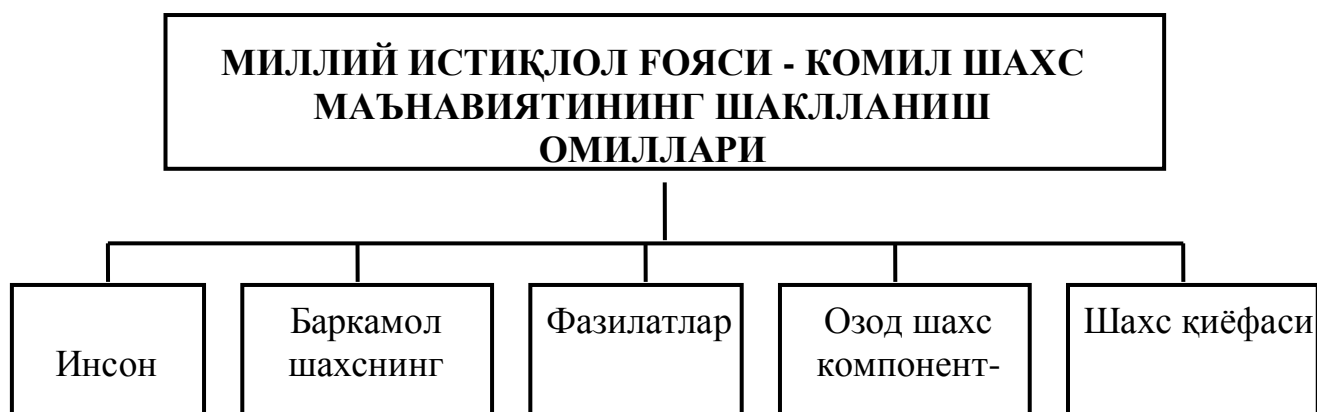 МИЛЛИЙ ИСТИҚЛОЛ ҒОЯСИ - КОМИЛ ШАХС
МАЪНАВИЯТИНИНГ ШАКЛЛАНИШ
ОМИЛЛАРИ
Инсон
Баркамол
шахснинг
Фазилатлар
Озод шахс
компонент-
Шахс қиёфаси